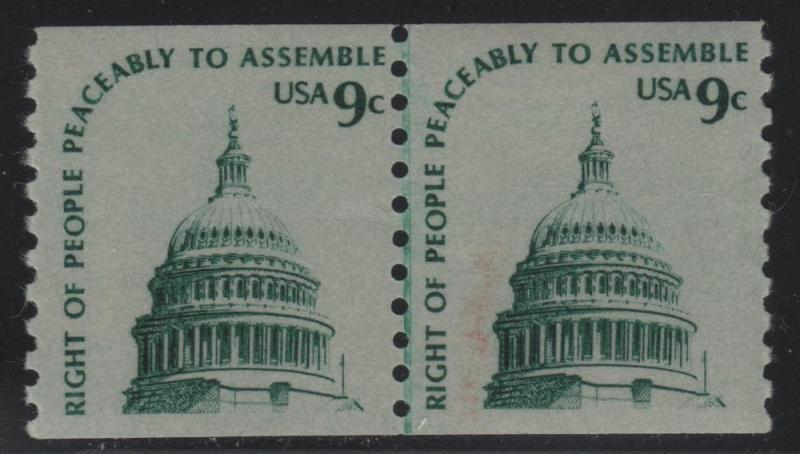 RIGHT OF PEOPLE PEACEABLY TO ASSEMBLE
USA 9c
RIGHT OF PEOPLE PEACEABLY TO ASSEMBLE
USA 9c